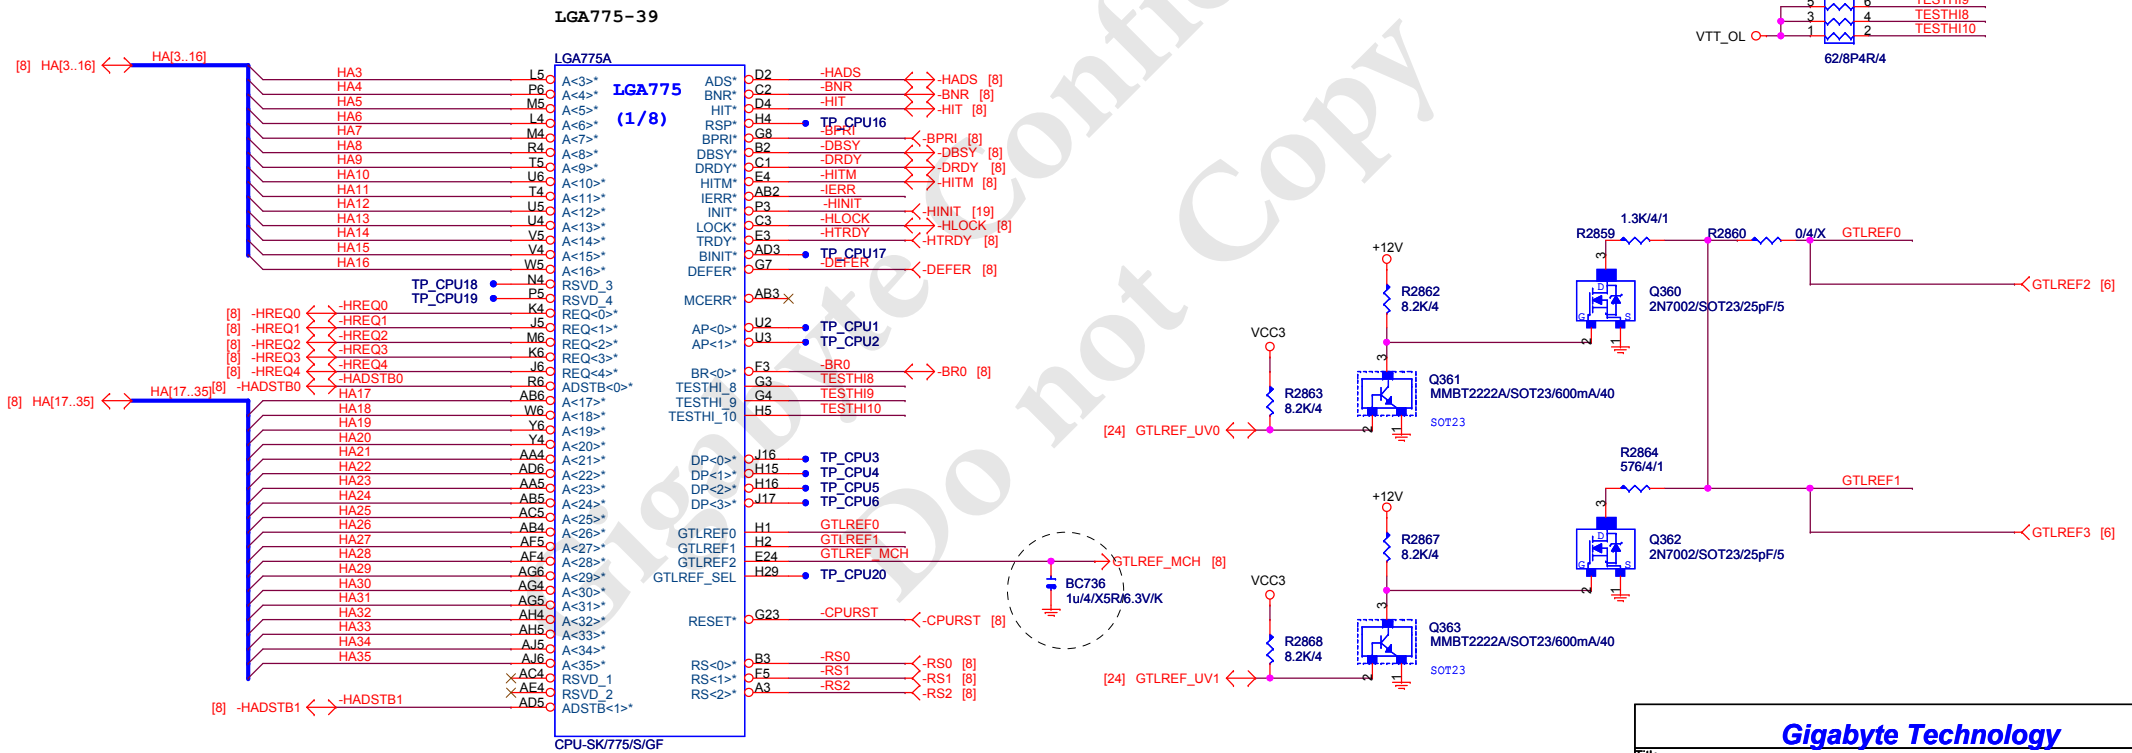 LGA775-39
LGA775A
LGA775
(1/8)
[8] HA[3..16]
HA[3..16]
HA3 L5 A<3>*
HA4 P6 A<4>*
HA5 M5 A<5>*
HA6 L4 A<6>*
HA7 M4 A<7>*
HA8 R4 A<8>*
HA9 T5 A<9>*
HA10 U6 A<10>*
HA11 T4 A<11>*
HA12 U5 A<12>*
HA13 U4 A<13>*
HA14 V5 A<14>*
HA15 V4 A<15>*
HA16 W5 A<16>*
TP_CPU18 N4 RSVD_3
TP_CPU19 P5 RSVD_4
[8] -HREQ0 -HREQ0 K4 REQ<0>*
[8] -HREQ1 -HREQ1 J5 REQ<1>*
[8] -HREQ2 -HREQ2 M6 REQ<2>*
[8] -HREQ3 -HREQ3 K6 REQ<3>*
[8] -HREQ4 -HREQ4 J6 REQ<4>*
[8] -HADSTB0 -HADSTB0 R6 ADSTB<0>*
[8] HA[17..35]
HA[17..35]
HA17 AB6 A<17>*
HA18 W6 A<18>*
HA19 Y6 A<19>*
HA20 Y4 A<20>*
HA21 AA4 A<21>*
HA22 AD6 A<22>*
HA23 AA5 A<23>*
HA24 AB5 A<24>*
HA25 AC5 A<25>*
HA26 AB4 A<26>*
HA27 AF5 A<27>*
HA28 AF4 A<28>*
HA29 AG6 A<29>*
HA30 AG4 A<30>*
HA31 AG5 A<31>*
HA32 AH4 A<32>*
HA33 AH5 A<33>*
HA34 AJ5 A<34>*
HA35 AJ6 A<35>*
AC4 RSVD_1
AE4 RSVD_2
[8] -HADSTB1 -HADSTB1 AD5 ADSTB<1>*
CPU-SK/775/S/GF
ADS* D2 -HADS -HADS [8]
BNR* C2 -BNR -BNR [8]
HIT* D4 -HIT -HIT [8]
RSP* H4 TP_CPU16
BPRI* G8 -BPRI -BPRI [8]
DBSY* B2 -DBSY -DBSY [8]
DRDY* C1 -DRDY -DRDY [8]
HITM* E4 -HITM -HITM [8]
IERR* AB2 -IERR
INIT* P3 -HINIT -HINIT [19]
LOCK* C3 -HLOCK -HLOCK [8]
TRDY* E3 -HTRDY -HTRDY [8]
BINIT* AD3 TP_CPU17
DEFER* G7 -DEFER -DEFER [8]
MCERR* AB3
AP<0>* U2 TP_CPU1
AP<1>* U3 TP_CPU2
BR<0>* F3 -BR0 -BR0 [8]
TESTHI_8 G3 TESTHI8
TESTHI_9 G4 TESTHI9
TESTHI_10 H5 TESTHI10
DP<0>* J16 TP_CPU3
DP<1>* H15 TP_CPU4
DP<2>* H16 TP_CPU5
DP<3>* J17 TP_CPU6
GTLREF0 H1 GTLREF0
GTLREF1 H2 GTLREF1
GTLREF2 E24 GTLREF_MCH GTLREF_MCH [8]
GTLREF_SEL H29 TP_CPU20
BC736
1u/4/X5R/6.3V/K
RESET* G23 -CPURST -CPURST [8]
RS<0>* B3 -RS0 -RS0 [8]
RS<1>* F5 -RS1 -RS1 [8]
RS<2>* A3 -RS2 -RS2 [8]
5 6 TESTHI9
3 4 TESTHI8
VTT_OL 1 2 TESTHI10
62/8P4R/4
1.3K/4/1
R2859 R2860 0/4/X GTLREF0
+12V
R2862
8.2K/4
3
D
G S
2 1
Q360
2N7002/SOT23/25pF/5
GTLREF2 [6]
VCC3
R2863
8.2K/4
3
2 1
Q361
MMBT2222A/SOT23/600mA/40
SOT23
[24] GTLREF_UV0
R2864
576/4/1
GTLREF1
+12V
R2867
8.2K/4
3
D
G S
2 1
Q362
2N7002/SOT23/25pF/5
GTLREF3 [6]
VCC3
R2868
8.2K/4
3
2 1
Q363
MMBT2222A/SOT23/600mA/40
SOT23
[24] GTLREF_UV1
Gigabyte Technology
Title
Gigabyte Confi
Do not Copy